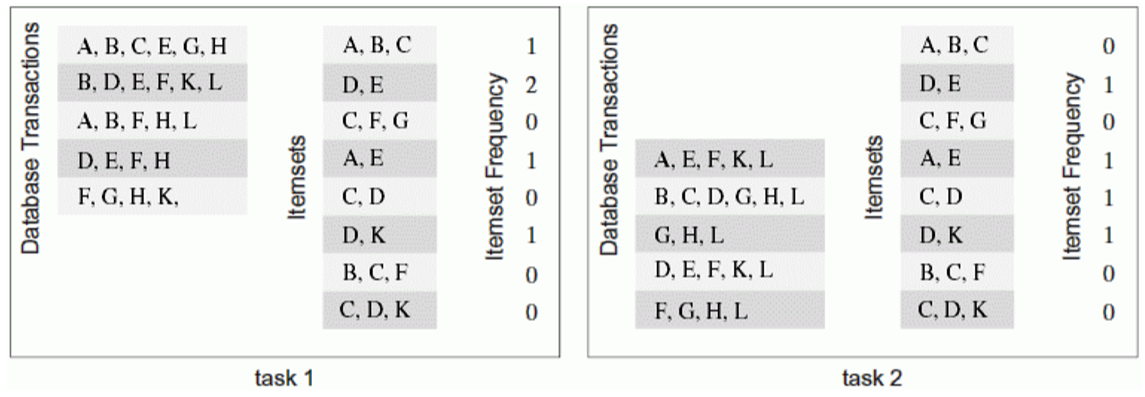 Database Transactions
A, B, C, E, G, H
B, D, E, F, K, L
A, B, F, H, L
D, E, F, H
F, G, H, K,
Itemsets
A, B, C
D, E
C, F, G
A, E
C, D
D, K
B, C, F
C, D, K
Itemset Frequency
1
2
0
1
0
1
0
0
task 1
Database Transactions
A, E, F, K, L
B, C, D, G, H, L
G, H, L
D, E, F, K, L
F, G, H, L
Itemsets
A, B, C
D, E
C, F, G
A, E
C, D
D, K
B, C, F
C, D, K
Itemset Frequency
0
1
0
1
1
1
0
0
task 2